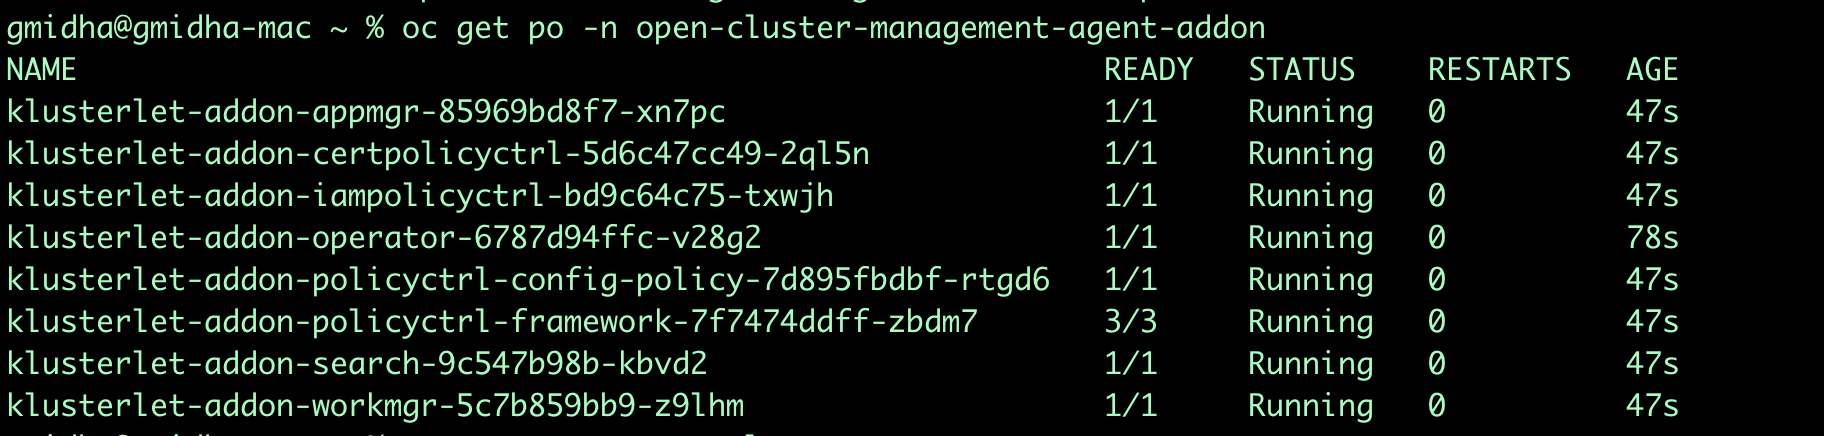 gmidha@gmidha-mac ~ % oc get po -n open-cluster-management-agent-addon
NAME READY STATUS RESTARTS AGE
klusterlet-addon-appmgr-85969bd8f7-xn7pc 1/1 Running 0 47s
klusterlet-addon-certpolicyctrl-5d6c47cc49-2ql5n 1/1 Running 0 47s
klusterlet-addon-iampolicyctrl-bd9c64c75-txwjh 1/1 Running 0 47s
klusterlet-addon-operator-6787d94ffc-v28g2 1/1 Running 0 78s
klusterlet-addon-policyctrl-config-policy-7d895fbdbf-rtgd6 1/1 Running 0 47s
klusterlet-addon-policyctrl-framework-7f7474ddff-zbdm7 3/3 Running 0 47s
klusterlet-addon-search-9c547b98b-kbvd2 1/1 Running 0 47s
klusterlet-addon-workmgr-5c7b859bb9-z9lhm 1/1 Running 0 47s